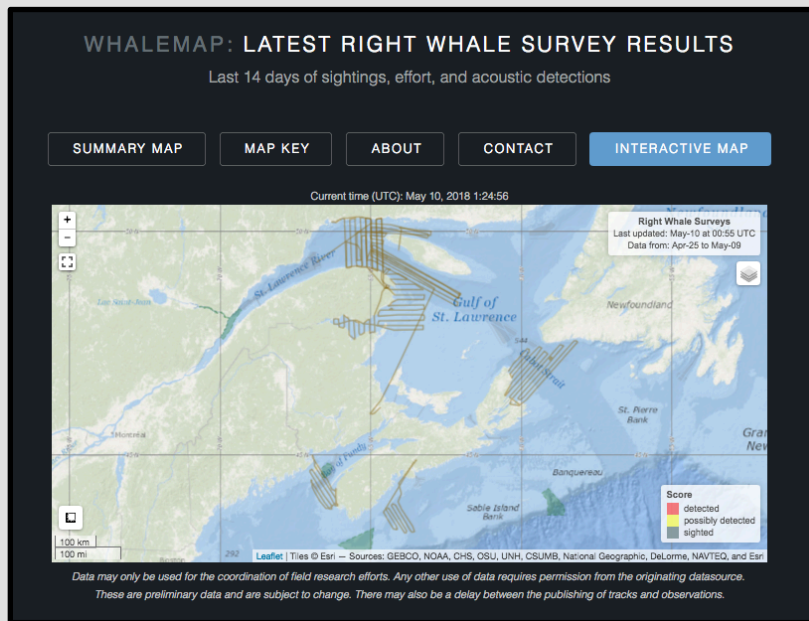 WHALEMAP: LATEST RIGHT WHALE SURVEY RESULTS
Last 14 days of sightings, effort, and acoustic detections
SUMMARY MAP
MAP KEY
ABOUT
CONTACT
INTERACTIVE MAP
Current time (UTC): May 10, 2018 1:24:56
+
−
Right Whale Surveys
Last updated: May-10 at 00:55 UTC
Data from: Apr-25 to May-09
St. Lawrence River
Gulf of
St. Lawrence
Newfoundland
Cabot Strait
St. Pierre
Bank
Montreal
Bay of Fundy
Banquereau
Sable Island
Bank
Score
detected
possibly detected
sighted
100 km
100 mi
292
Leaflet | Tiles © Esri — Sources: GEBCO, NOAA, CHS, OSU, UNH, CSUMB, National Geographic, DeLorme, NAVTEQ, and Esri
Data may only be used for the coordination of field research efforts. Any other use of data requires permission from the originating datasource.
These are preliminary data and are subject to change. There may also be a delay between the publishing of tracks and observations.